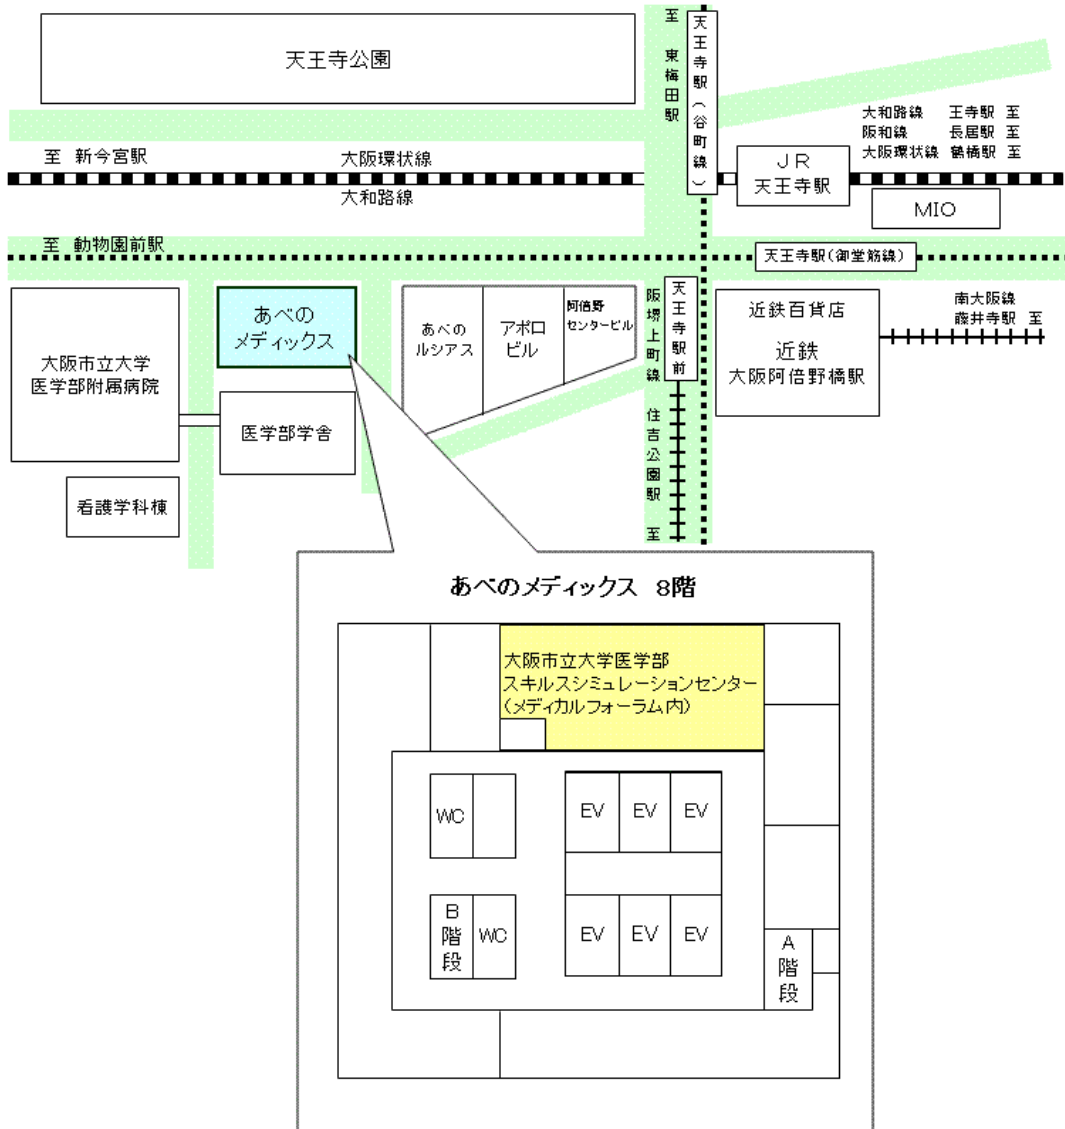 天王寺公園
至 東梅田駅
天王寺駅(谷町線)
大和路線 王寺駅 至
阪和線 長居駅 至
大阪環状線 鶴橋駅 至
至 新今宮駅
大阪環状線
大和路線
JR
天王寺駅
MIO
至 動物園前駅
天王寺駅(御堂筋線)
大阪市立大学
医学部附属病院
あべの
メディックス
あべの
ルシアス
アポロ
ビル
阿倍野
センタービル
阪堺上町線 住吉公園駅 至
天王寺駅前
近鉄百貨店
近鉄
大阪阿倍野橋駅
南大阪線
藤井寺駅 至
医学部学舎
看護学科棟
あべのメディックス 8階
大阪市立大学医学部
スキルスシミュレーションセンター
(メディカルフォーラム内)
WC
EV
EV
EV
B階段
WC
EV
EV
EV
A階段